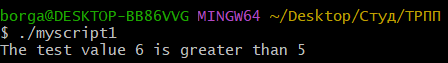 borga@DESKTOP-BB86VVG MINGW64 ~/Desktop/Студ/ТРПП
$ ./myscript1
The test value 6 is greater than 5